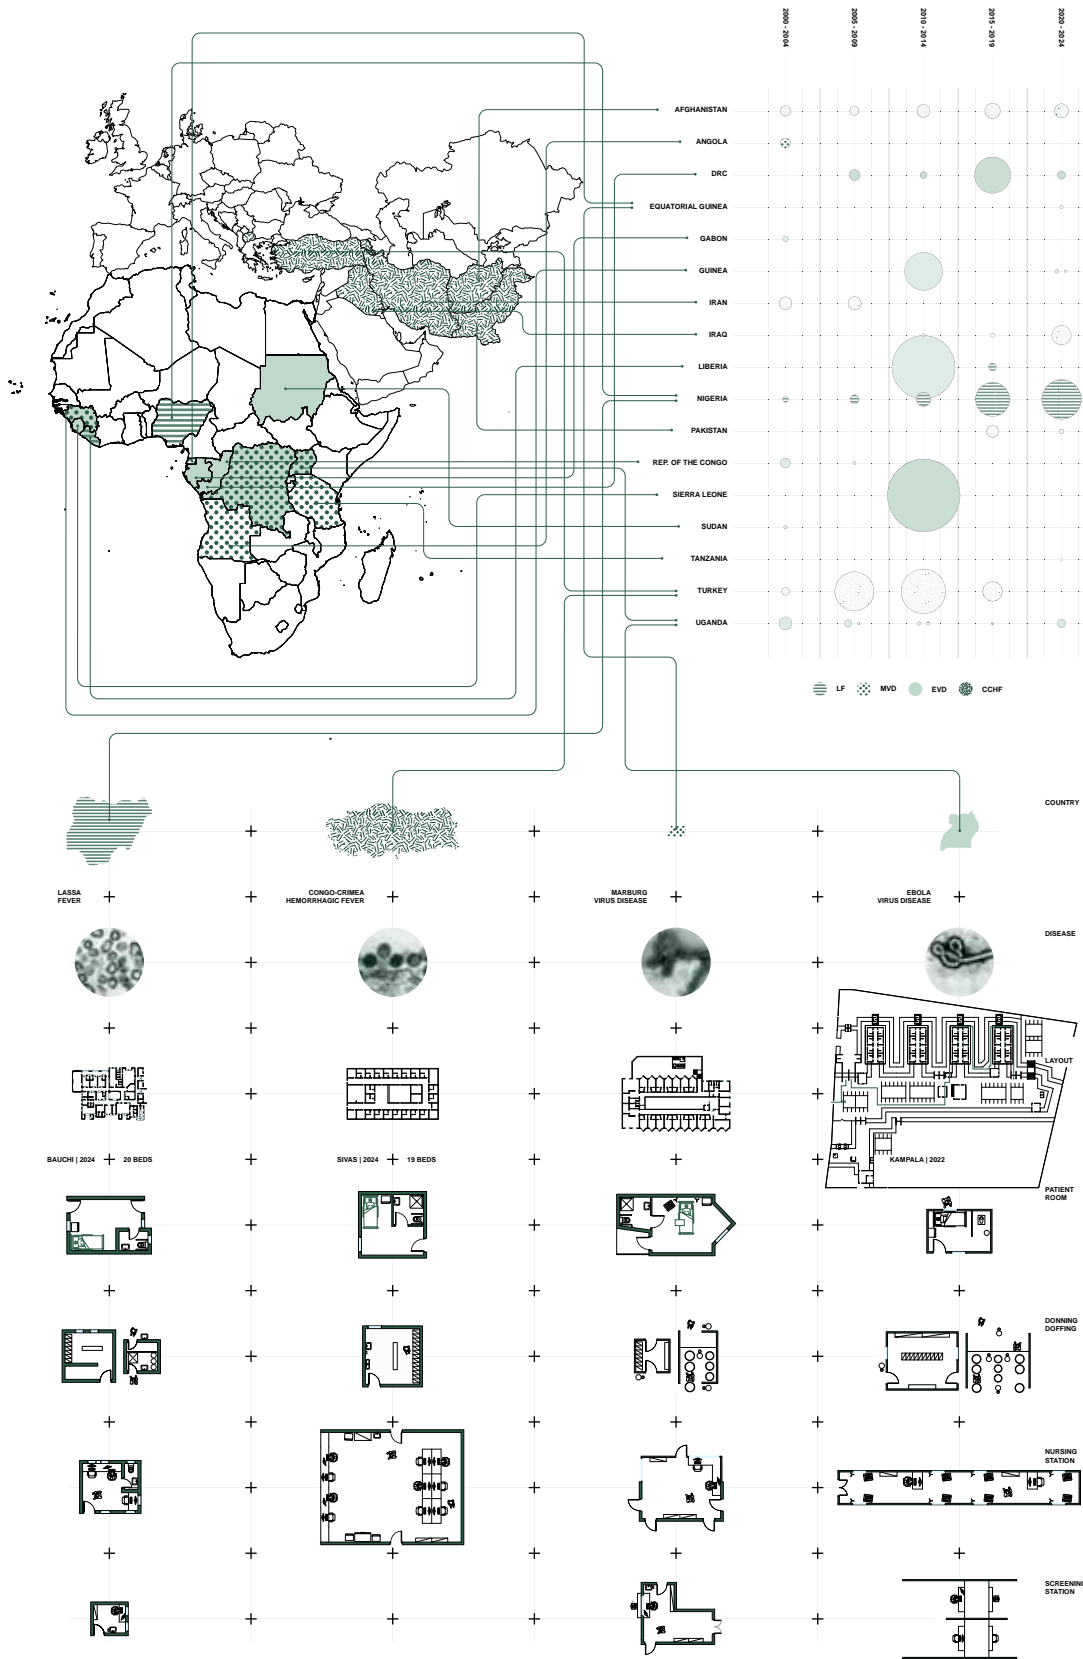 2000 - 2004
2005 - 2009
2010 - 2014
2015 - 2019
2020 - 2024
AFGHANISTAN
ANGOLA
DRC
EQUATORIAL GUINEA
GABON
GUINEA
IRAN
IRAQ
LIBERIA
NIGERIA
PAKISTAN
REP. OF THE CONGO
SIERRA LEONE
SUDAN
TANZANIA
TURKEY
UGANDA
LF
MVD
EVD
CCHF
COUNTRY
LASSA
FEVER
CONGO-CRIMEA
HEMORRHAGIC FEVER
MARBURG
VIRUS DISEASE
EBOLA
VIRUS DISEASE
DISEASE
LAYOUT
BAUCHI | 2024
20 BEDS
SIVAS | 2024
19 BEDS
KAMPALA | 2022
PATIENT
ROOM
DONNING
DOFFING
NURSING
STATION
SCREENING
STATION